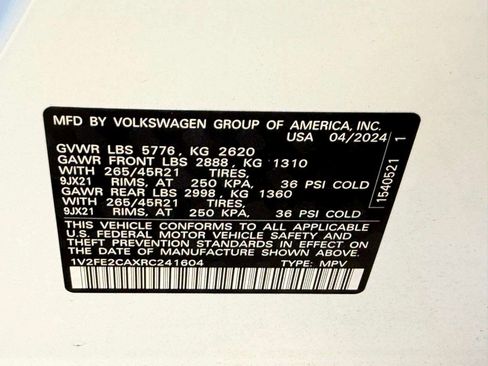 MFD BY VOLKSWAGEN GROUP OF AMERICA, INC.
USA 04/2024
GVWR LBS 5776, KG 2620
GAWR FRONT LBS 2888, KG 1310
WITH 265/45R21 TIRES,
9JX21 RIMS, AT 250 KPA, 36 PSI COLD
GAWR REAR LBS 2998, KG 1360
WITH 265/45R21 TIRES,
9JX21 RIMS, AT 250 KPA, 36 PSI COLD
THIS VEHICLE CONFORMS TO ALL APPLICABLE
U.S. FEDERAL MOTOR VEHICLE SAFETY AND
THEFT PREVENTION STANDARDS IN EFFECT ON
THE DATE OF MANUFACTURE SHOWN ABOVE.
1V2FE2CAXRC241604 TYPE: MPV
1540521 1